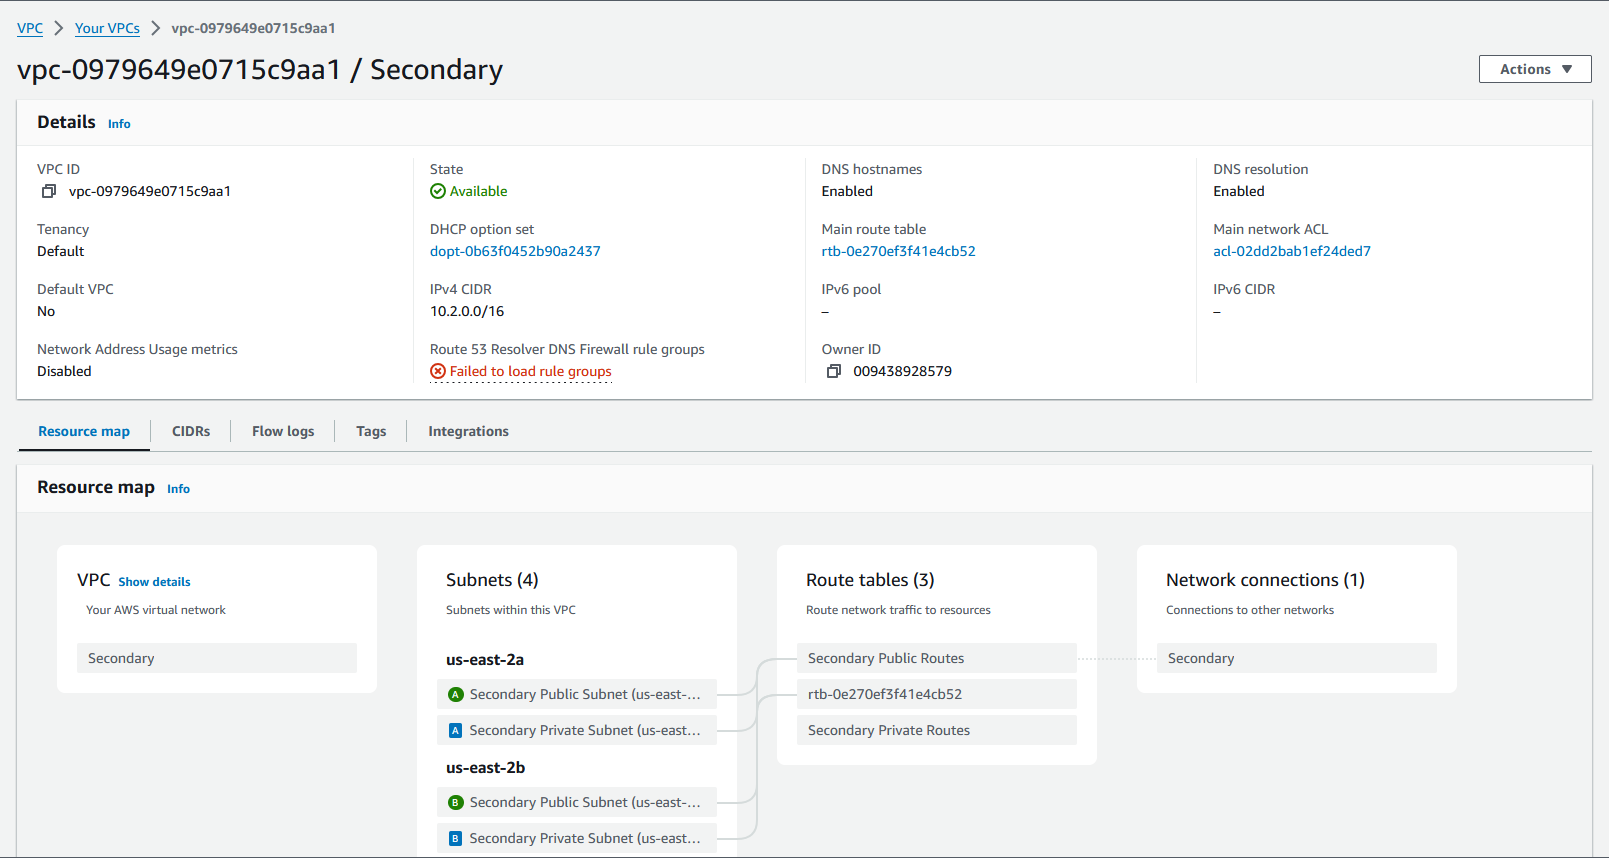 VPC > Your VPCs > vpc-0979649e0715c9aa1
vpc-0979649e0715c9aa1 / Secondary
Actions
Details Info
VPC ID
vpc-0979649e0715c9aa1
State
Available
DNS hostnames
Enabled
DNS resolution
Enabled
Tenancy
Default
DHCP option set
dopt-0b63f0452b90a2437
Main route table
rtb-0e270ef3f41e4cb52
Main network ACL
acl-02dd2bab1ef24ded7
Default VPC
No
IPv4 CIDR
10.2.0.0/16
IPv6 pool
–
IPv6 CIDR
–
Network Address Usage metrics
Disabled
Route 53 Resolver DNS Firewall rule groups
Failed to load rule groups
Owner ID
009438928579
Resource map
CIDRs
Flow logs
Tags
Integrations
Resource map Info
VPC Show details
Your AWS virtual network
Secondary
Subnets (4)
Subnets within this VPC
us-east-2a
A Secondary Public Subnet (us-east-...
A Secondary Private Subnet (us-east...
us-east-2b
B Secondary Public Subnet (us-east-...
B Secondary Private Subnet (us-east...
Route tables (3)
Route network traffic to resources
Secondary Public Routes
rtb-0e270ef3f41e4cb52
Secondary Private Routes
Network connections (1)
Connections to other networks
Secondary